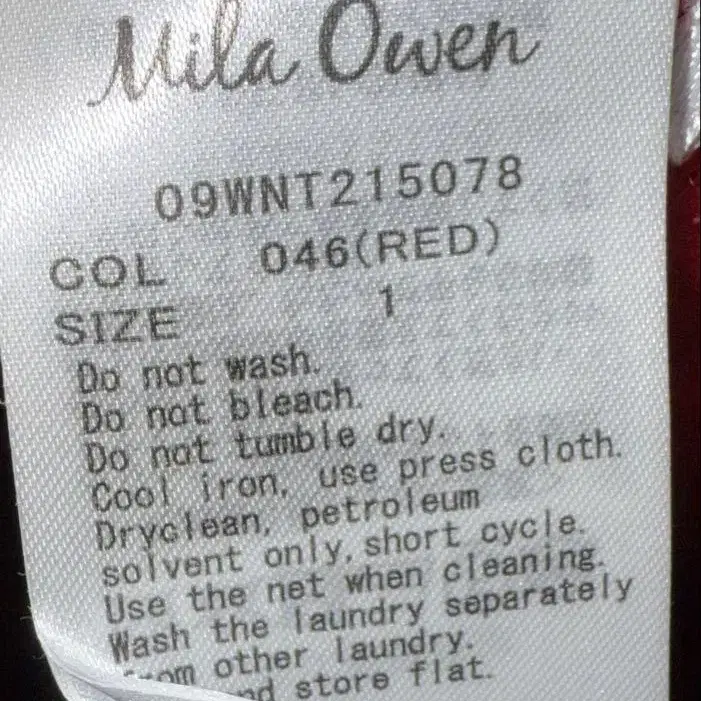 Mila Owen
09WNT215078
COL 046(RED)
SIZE 1
Do not wash.
Do not bleach.
Do not tumble dry.
Cool iron, use press cloth.
Dryclean, petroleum
solvent only, short cycle.
Use the net when cleaning.
Wash the laundry separately
from other laundry.
store flat.